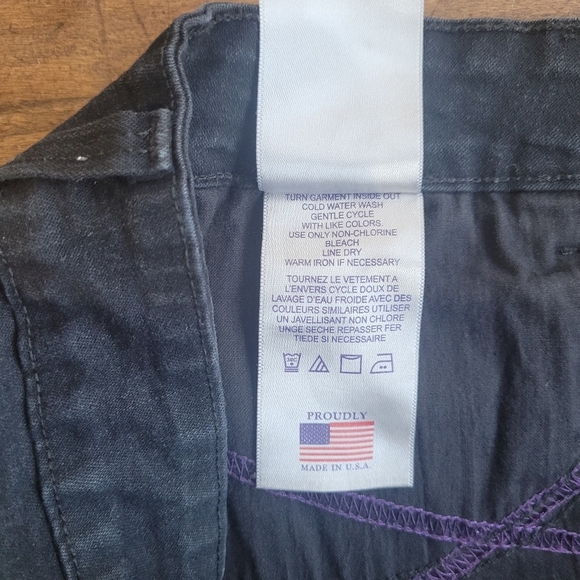 TURN GARMENT INSIDE OUT
COLD WATER WASH
GENTLE CYCLE
WITH LIKE COLORS.
USE ONLY NON-CHLORINE
BLEACH
LINE DRY
WARM IRON IF NECESSARY
TOURNEZ LE VETEMENT A
L'ENVERS CYCLE DOUX DE
LAVAGE D'EAU FROIDE AVEC DES
COULEURS SIMILAIRES UTILISER
UN JAVELLISANT NON CHLORE
UNGE SECHE REPASSER FER
TIEDE SI NECESSAIRE
30C
PROUDLY
MADE IN U.S.A.